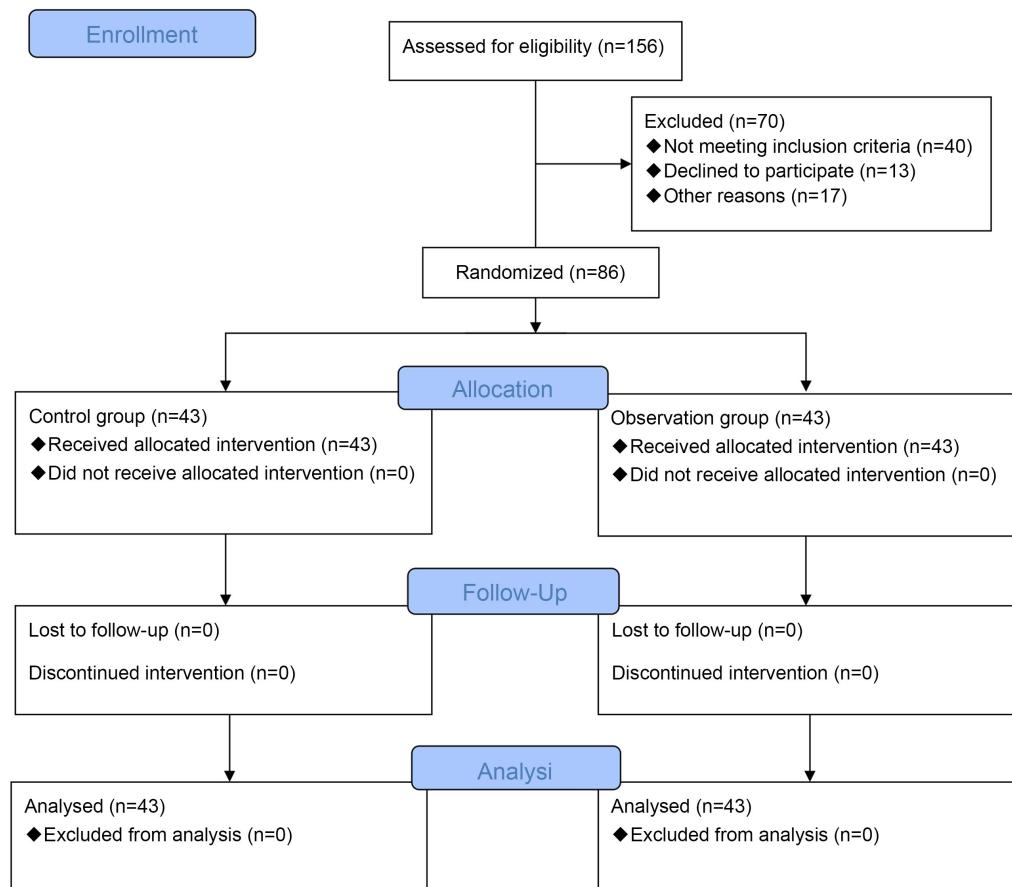 Enrollment
Assessed for eligibility (n=156)
Excluded (n=70)
◆Not meeting inclusion criteria (n=40)
◆Declined to participate (n=13)
◆Other reasons (n=17)
Randomized (n=86)
Allocation
Control group (n=43)
◆Received allocated intervention (n=43)
◆Did not receive allocated intervention (n=0)
Observation group (n=43)
◆Received allocated intervention (n=43)
◆Did not receive allocated intervention (n=0)
Follow-Up
Lost to follow-up (n=0)
Discontinued intervention (n=0)
Lost to follow-up (n=0)
Discontinued intervention (n=0)
Analysi
Analysed (n=43)
◆Excluded from analysis (n=0)
Analysed (n=43)
◆Excluded from analysis (n=0)